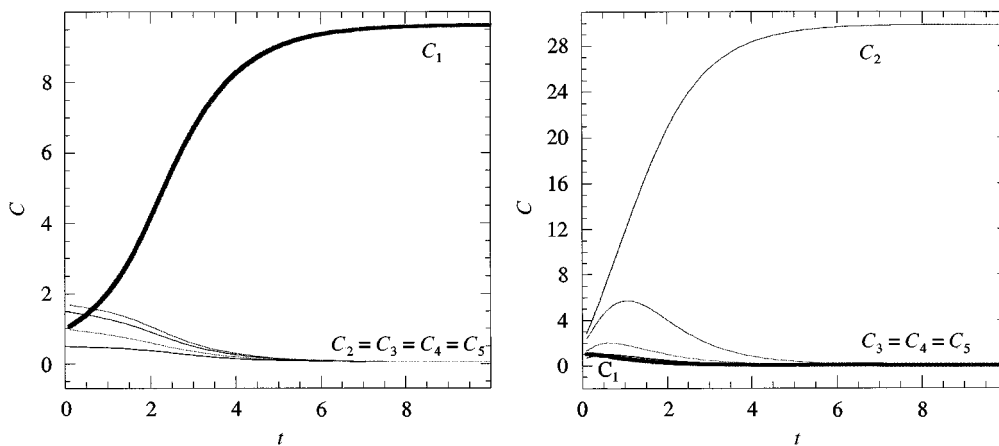 C
8
6
4
2
0
C₁
C₂ = C₃ = C₄ = C₅
0 2 4 6 8
t
C
28
24
20
16
12
8
4
0
C₂
C₃ = C₄ = C₅
C₁
0 2 4 6 8
t